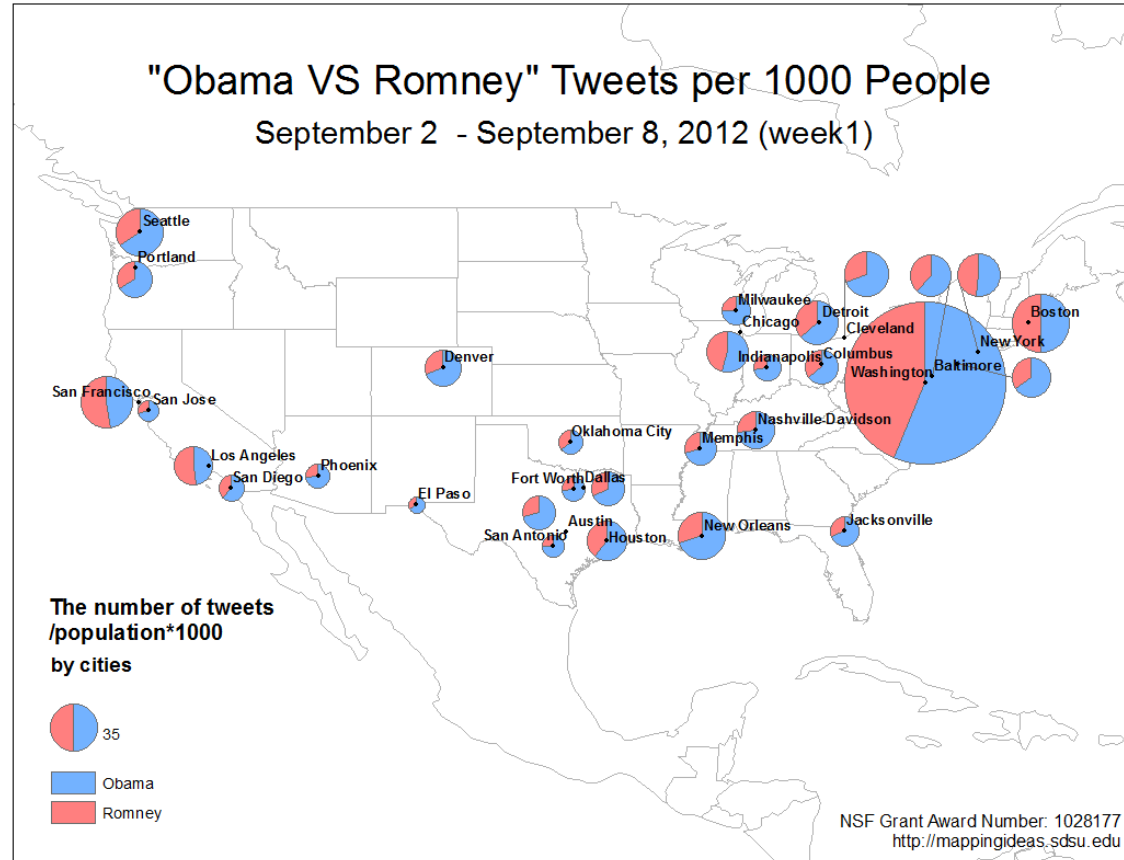 "Obama VS Romney" Tweets per 1000 People
September 2 - September 8, 2012 (week1)
Seattle
Portland
Milwaukee
Detroit
Boston
Chicago
Cleveland
New York
Denver
Indianapolis
Columbus
Washington
Baltimore
San Francisco
San Jose
Nashville-Davidson
Oklahoma City
Memphis
Los Angeles
Phoenix
San Diego
Fort Worth
Dallas
El Paso
Austin
Jacksonville
San Antonio
Houston
New Orleans
The number of tweets
/population*1000
by cities
35
Obama
Romney
NSF Grant Award Number: 1028177
http://mappingideas.sdsu.edu